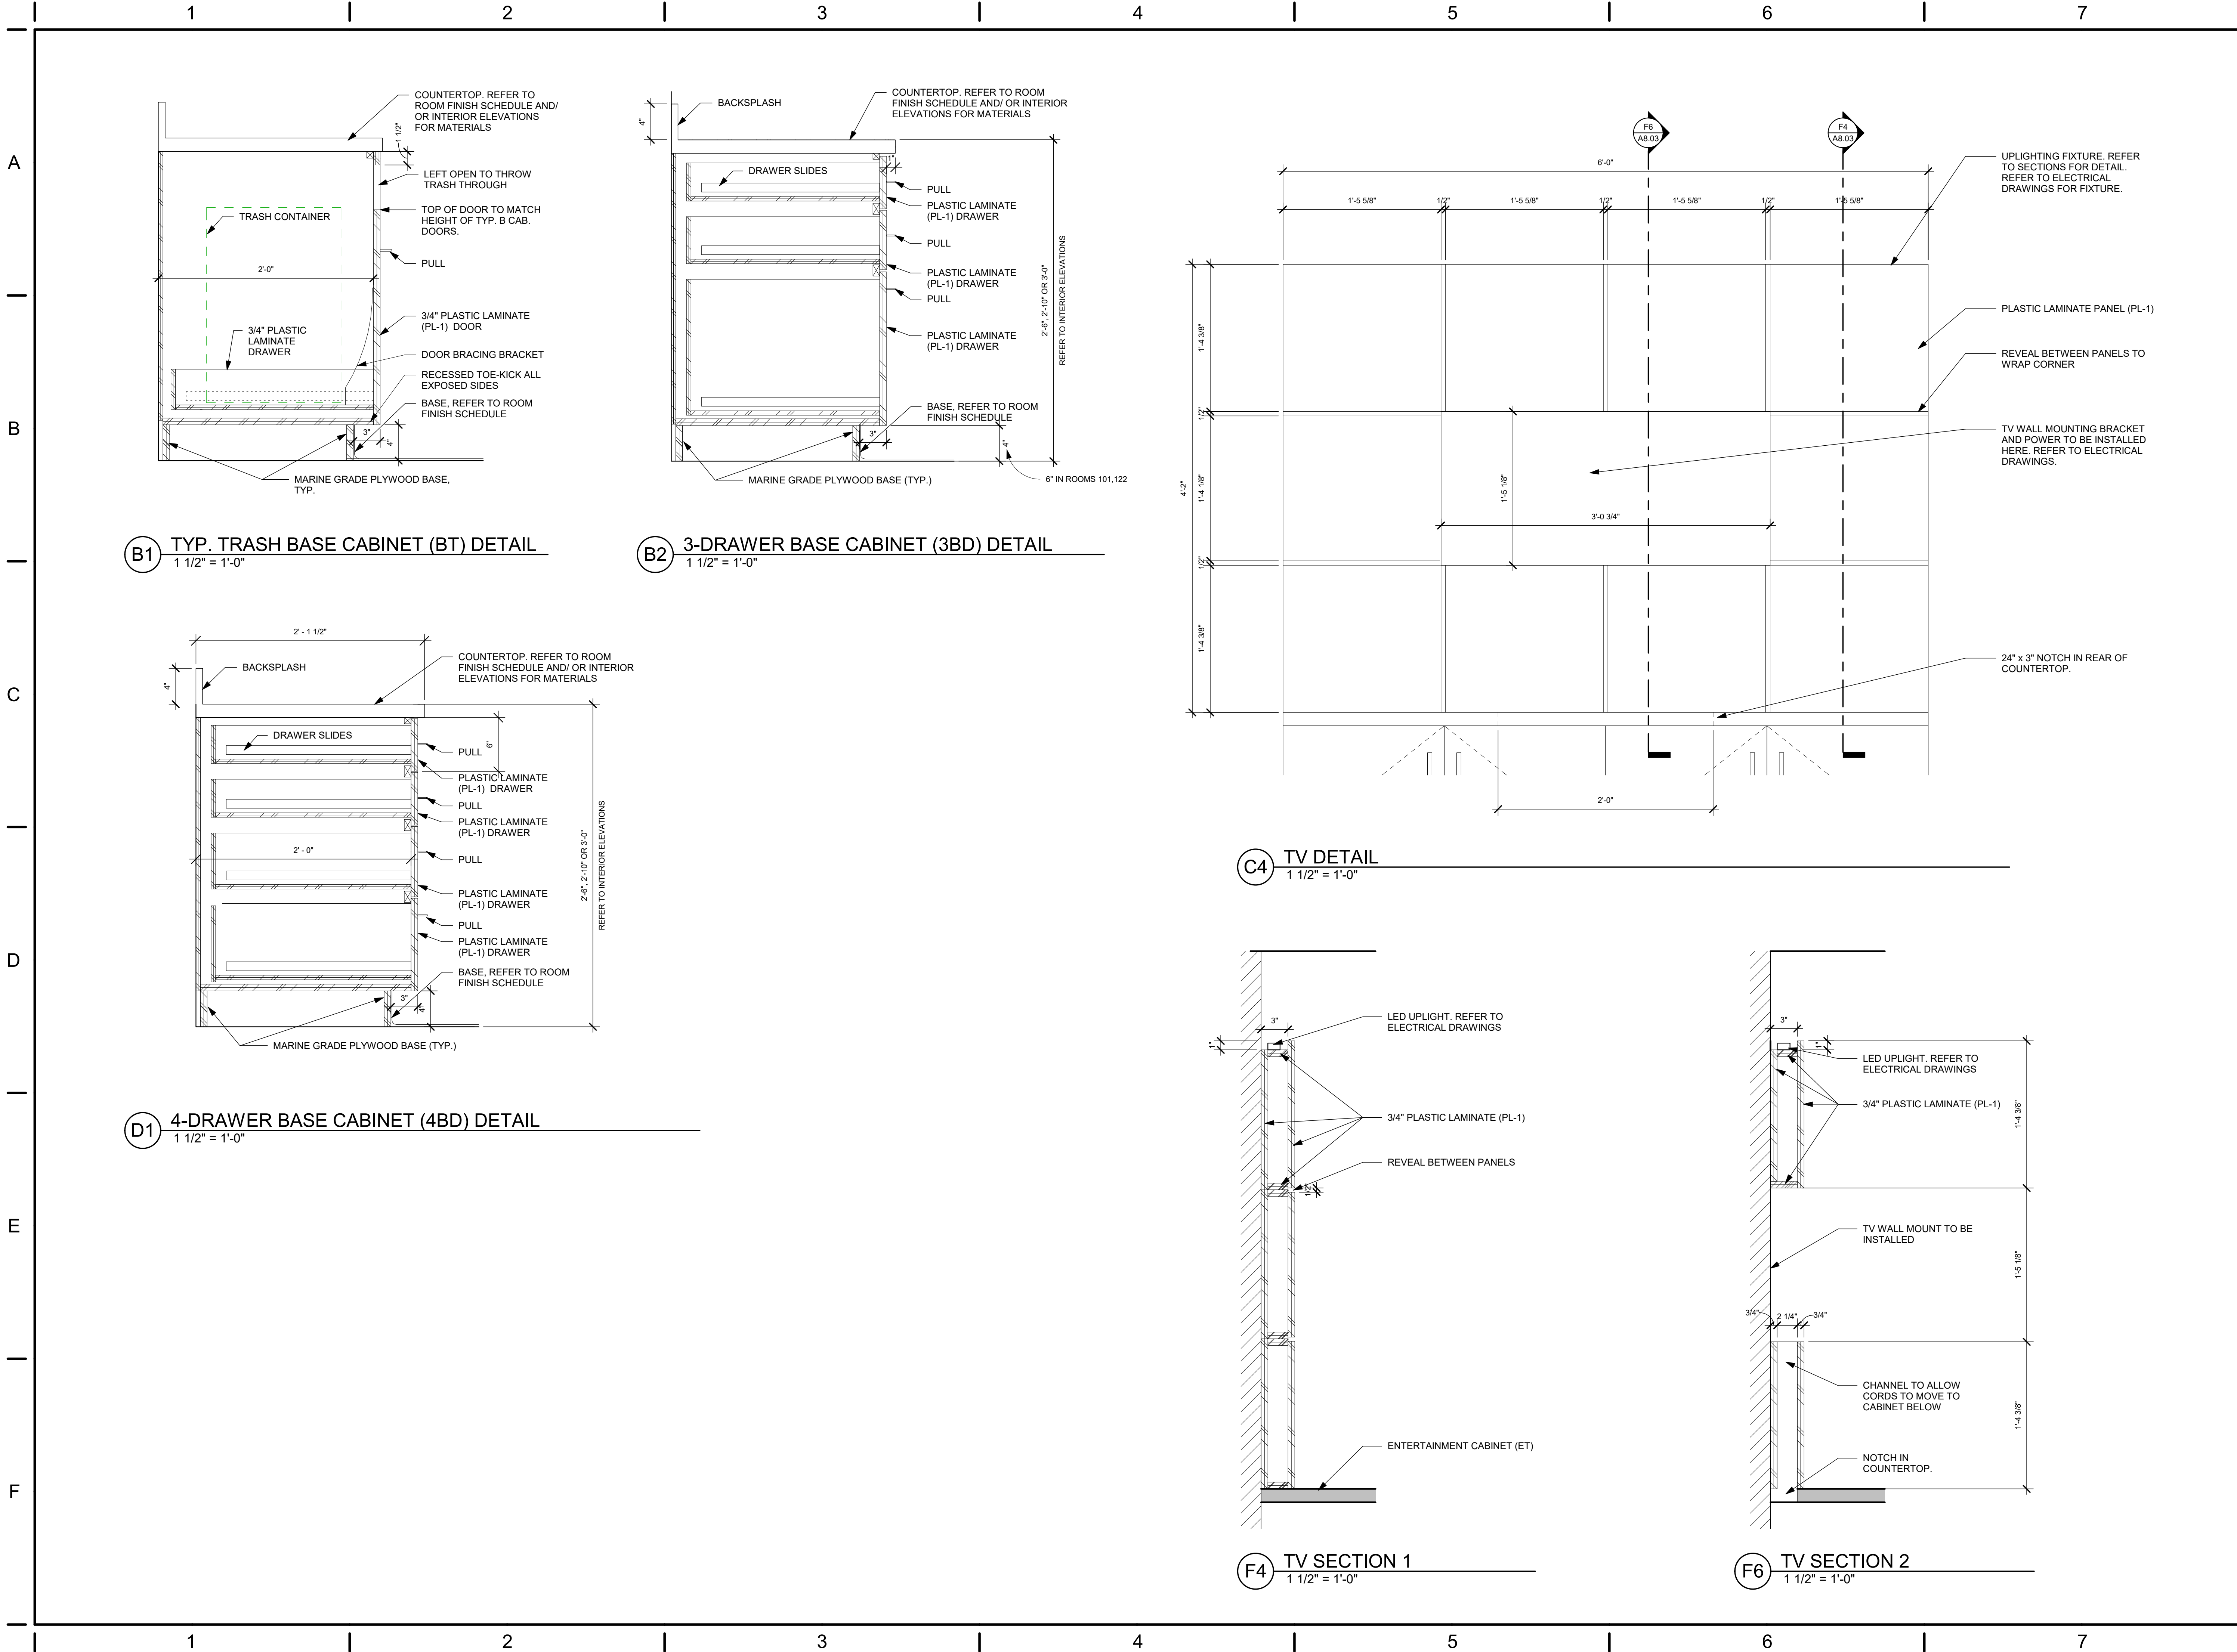 1 2 3 4 5 6 7
A
B
C
D
E
F
COUNTERTOP. REFER TO
ROOM FINISH SCHEDULE AND/
OR INTERIOR ELEVATIONS
FOR MATERIALS
1 1/2"
LEFT OPEN TO THROW
TRASH THROUGH
TRASH CONTAINER
TOP OF DOOR TO MATCH
HEIGHT OF TYP. B CAB.
DOORS.
PULL
2'-0"
3/4" PLASTIC
LAMINATE
DRAWER
3/4" PLASTIC LAMINATE
(PL-1) DOOR
DOOR BRACING BRACKET
RECESSED TOE-KICK ALL
EXPOSED SIDES
BASE, REFER TO ROOM
FINISH SCHEDULE
3"
4"
MARINE GRADE PLYWOOD BASE,
TYP.
B1
TYP. TRASH BASE CABINET (BT) DETAIL
1 1/2" = 1'-0"
BACKSPLASH
4"
COUNTERTOP. REFER TO ROOM
FINISH SCHEDULE AND/ OR INTERIOR
ELEVATIONS FOR MATERIALS
1"
DRAWER SLIDES
PULL
PLASTIC LAMINATE
(PL-1) DRAWER
PULL
PLASTIC LAMINATE
(PL-1) DRAWER
PULL
PLASTIC LAMINATE
(PL-1) DRAWER
2'-6", 2'-10" OR 3'-0"
REFER TO INTERIOR ELEVATIONS
BASE, REFER TO ROOM
FINISH SCHEDULE
3"
4"
6" IN ROOMS 101,122
MARINE GRADE PLYWOOD BASE (TYP.)
B2
3-DRAWER BASE CABINET (3BD) DETAIL
1 1/2" = 1'-0"
2' - 1 1/2"
BACKSPLASH
4"
COUNTERTOP. REFER TO ROOM
FINISH SCHEDULE AND/ OR INTERIOR
ELEVATIONS FOR MATERIALS
DRAWER SLIDES
6"
PULL
PLASTIC LAMINATE
(PL-1) DRAWER
PULL
PLASTIC LAMINATE
(PL-1) DRAWER
2' - 0"
PULL
PLASTIC LAMINATE
(PL-1) DRAWER
PULL
PLASTIC LAMINATE
(PL-1) DRAWER
2'-6", 2'-10" OR 3'-0"
REFER TO INTERIOR ELEVATIONS
BASE, REFER TO ROOM
FINISH SCHEDULE
3"
4"
MARINE GRADE PLYWOOD BASE (TYP.)
D1
4-DRAWER BASE CABINET (4BD) DETAIL
1 1/2" = 1'-0"
F6
A8.03
F4
A8.03
6'-0"
1'-5 5/8" 1/2" 1'-5 5/8" 1/2" 1'-5 5/8" 1/2" 1'-5 5/8"
UPLIGHTING FIXTURE. REFER
TO SECTIONS FOR DETAIL.
REFER TO ELECTRICAL
DRAWINGS FOR FIXTURE.
PLASTIC LAMINATE PANEL (PL-1)
REVEAL BETWEEN PANELS TO
WRAP CORNER
TV WALL MOUNTING BRACKET
AND POWER TO BE INSTALLED
HERE. REFER TO ELECTRICAL
DRAWINGS.
24" x 3" NOTCH IN REAR OF
COUNTERTOP.
4'-2"
1'-4 3/8"
1/2"
1'-4 1/8"
1/2"
1'-4 3/8"
1'-5 1/8"
3'-0 3/4"
2'-0"
C4
TV DETAIL
1 1/2" = 1'-0"
3"
1"
LED UPLIGHT. REFER TO
ELECTRICAL DRAWINGS
3/4" PLASTIC LAMINATE (PL-1)
REVEAL BETWEEN PANELS
1/2"
ENTERTAINMENT CABINET (ET)
F4
TV SECTION 1
1 1/2" = 1'-0"
3"
1"
LED UPLIGHT. REFER TO
ELECTRICAL DRAWINGS
3/4" PLASTIC LAMINATE (PL-1)
1'-4 3/8"
TV WALL MOUNT TO BE
INSTALLED
1'-5 1/8"
3/4" 2 1/4" 3/4"
CHANNEL TO ALLOW
CORDS TO MOVE TO
CABINET BELOW
1'-4 3/8"
NOTCH IN
COUNTERTOP.
F6
TV SECTION 2
1 1/2" = 1'-0"
A
B
C
D
E
F
1 2 3 4 5 6 7